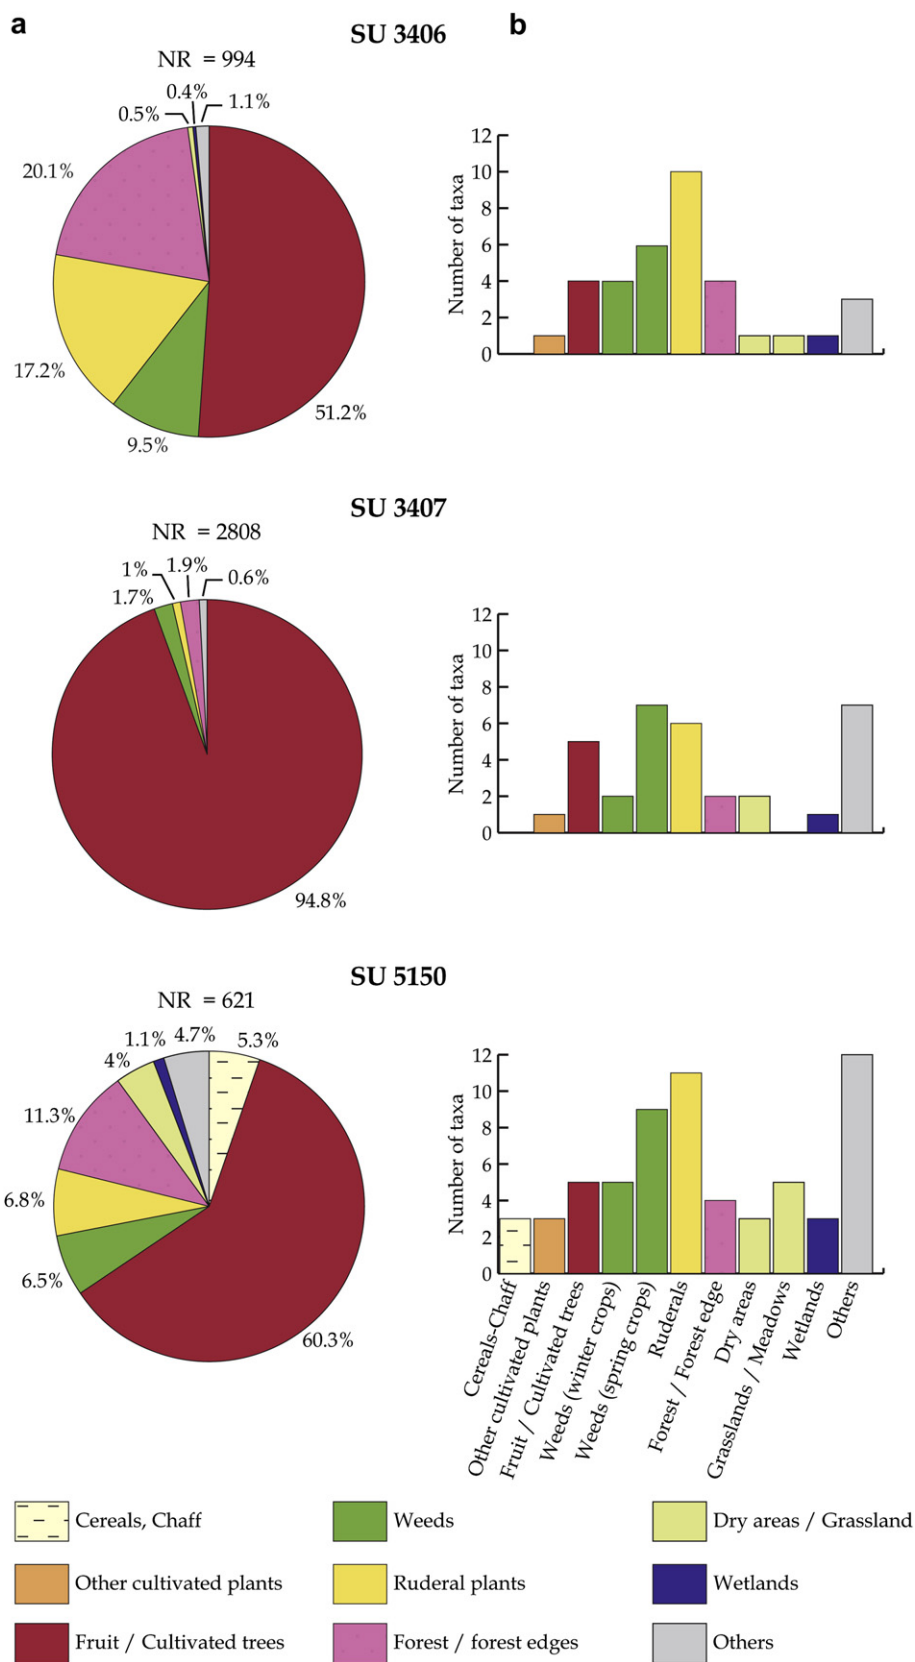 a
SU 3406
b
NR = 994
0.4%
0.5%
1.1%
20.1%
17.2%
9.5%
51.2%
Number of taxa
12
10
8
6
4
2
0
SU 3407
NR = 2808
1%
1.9%
0.6%
1.7%
94.8%
Number of taxa
12
10
8
6
4
2
0
SU 5150
NR = 621
1.1%
4.7%
5.3%
4%
11.3%
6.8%
6.5%
60.3%
Number of taxa
12
10
8
6
4
2
0
Cereals-Chaff
Other cultivated plants
Fruit / Cultivated trees
Weeds (winter crops)
Weeds (spring crops)
Ruderals
Forest / Forest edge
Dry areas
Grasslands / Meadows
Wetlands
Others
Cereals, Chaff
Weeds
Dry areas / Grassland
Other cultivated plants
Ruderal plants
Wetlands
Fruit / Cultivated trees
Forest / forest edges
Others